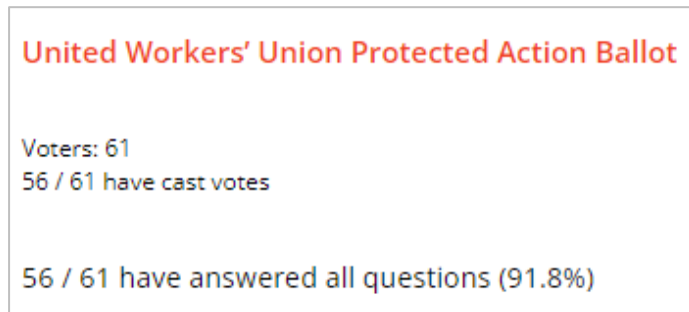 United Workers’ Union Protected Action Ballot
Voters: 61
56 / 61 have cast votes
56 / 61 have answered all questions (91.8%)